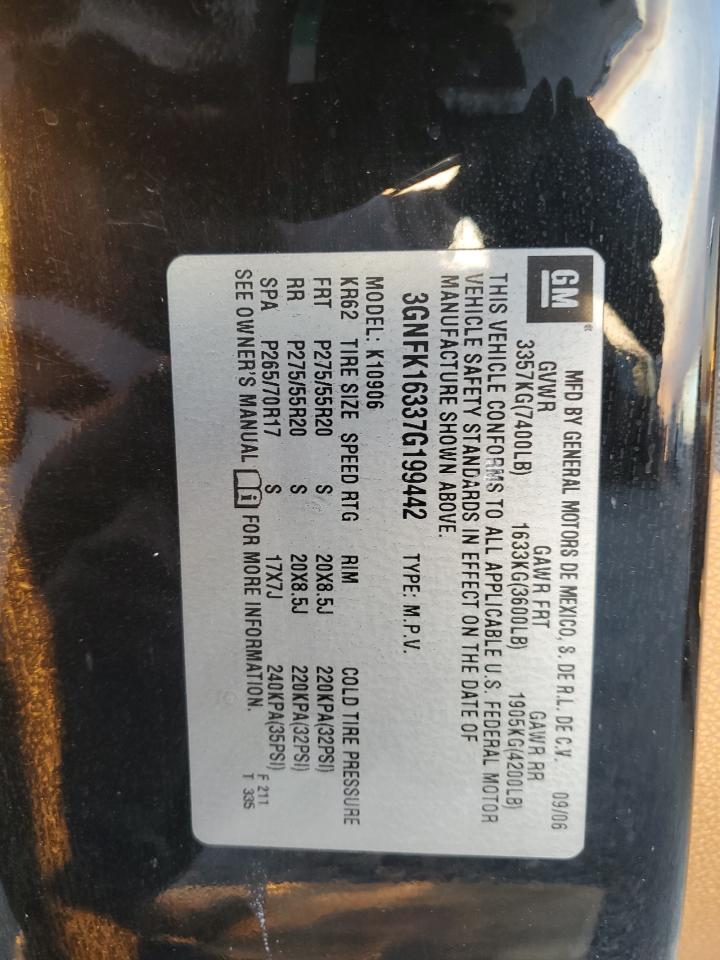 GM
MFD BY GENERAL MOTORS DE MEXICO, S. DE R.L. DE C.V. 09/06
GVWR GAWR FRT GAWR RR
3357KG(7400LB) 1633KG(3600LB) 1905KG(4200LB)
THIS VEHICLE CONFORMS TO ALL APPLICABLE U.S. FEDERAL MOTOR
VEHICLE SAFETY STANDARDS IN EFFECT ON THE DATE OF
MANUFACTURE SHOWN ABOVE.
3GNFK16337G199442 TYPE: M.P.V.
MODEL: K10906
KR62 TIRE SIZE SPEED RTG RIM COLD TIRE PRESSURE
FRT P275/55R20 S 20X8.5J 220KPA(32PSI)
RR P275/55R20 S 20X8.5J 220KPA(32PSI)
SPA P265/70R17 S 17X7J 240KPA(35PSI)
SEE OWNER'S MANUAL i FOR MORE INFORMATION.
F 211
T 335